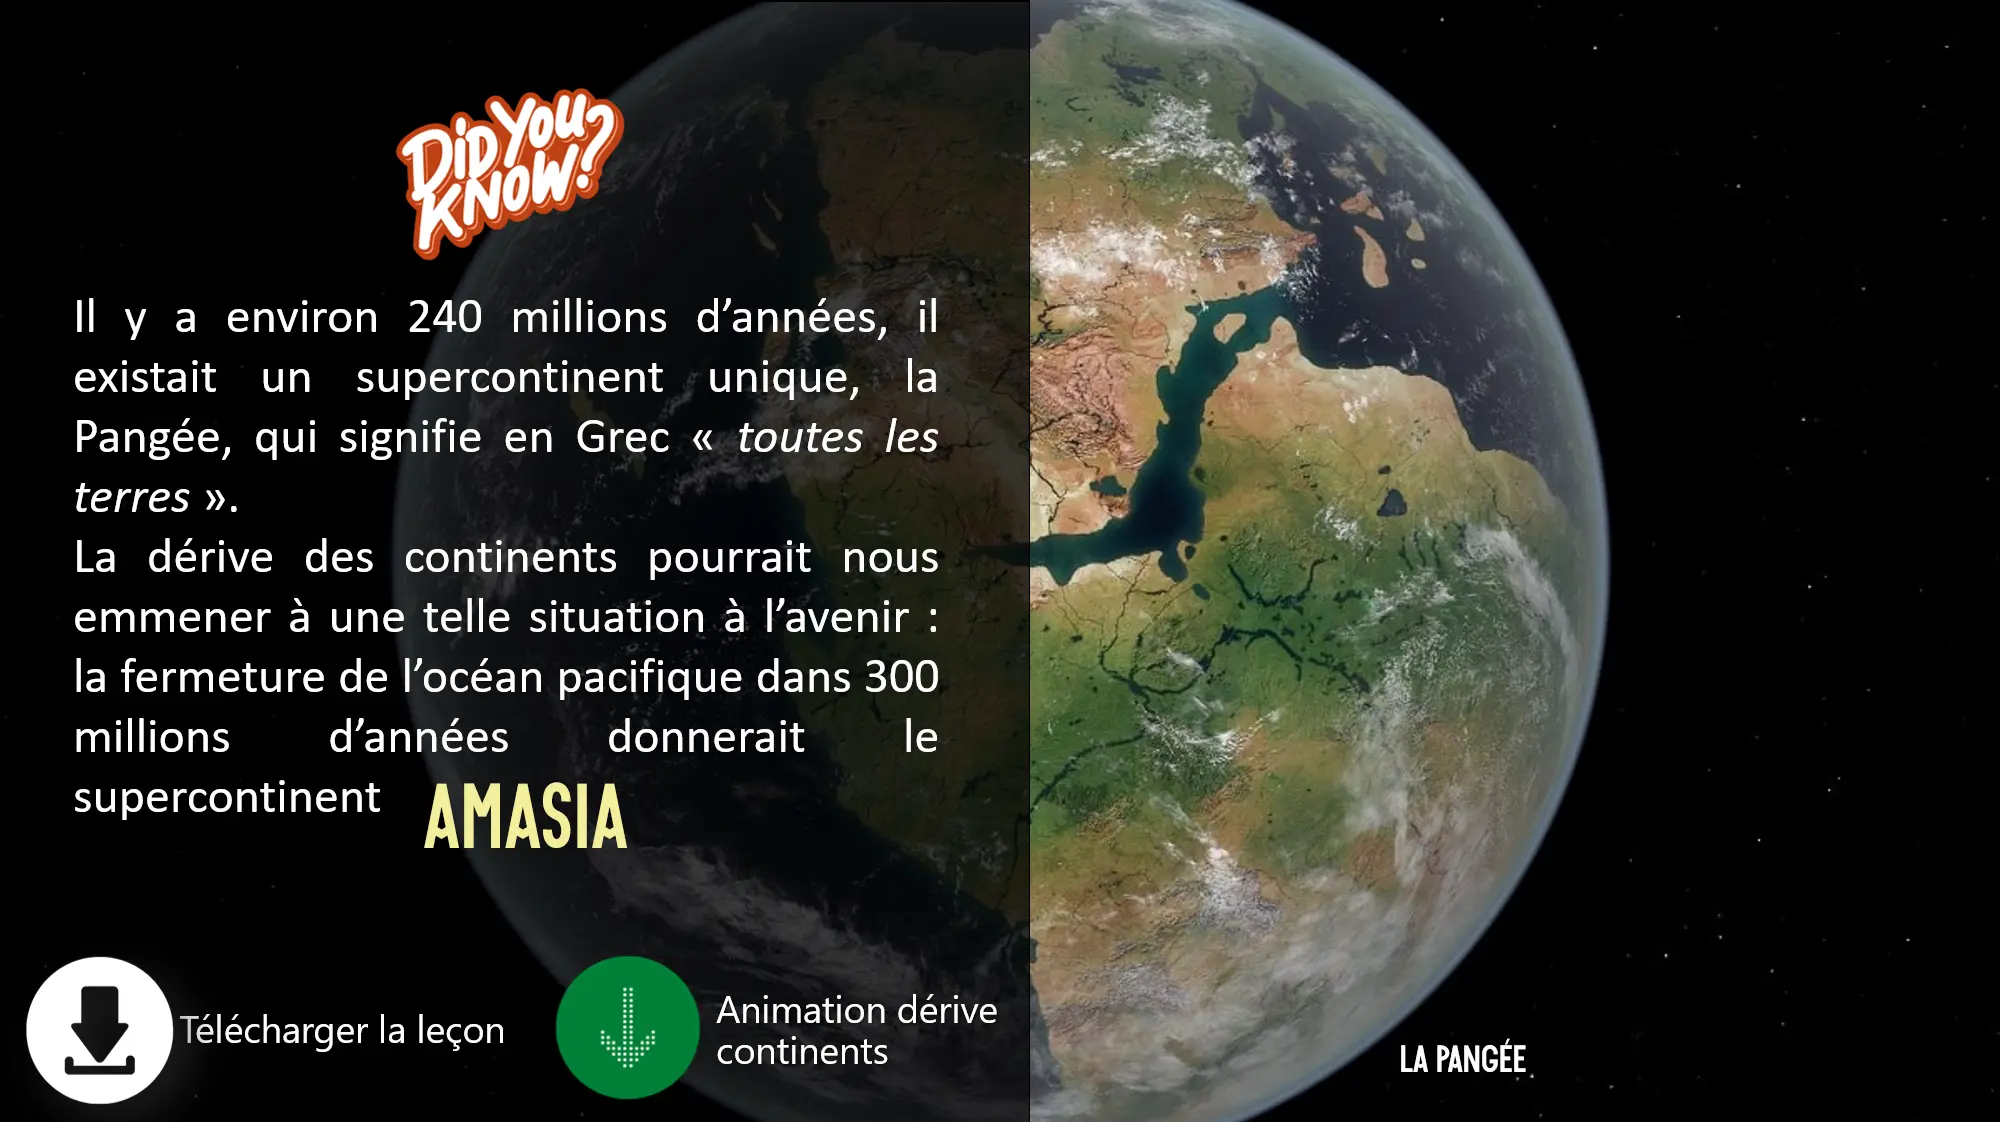 DID YOU
KNOW?
Il y a environ 240 millions d’années, il
existait un supercontinent unique, la
Pangée, qui signifie en Grec « toutes les
terres ».
La dérive des continents pourrait nous
emmener à une telle situation à l’avenir :
la fermeture de l’océan pacifique dans 300
millions d’années donnerait le
supercontinent AMASIA
Télécharger la leçon
Animation dérive
continents
LA PANGÉE